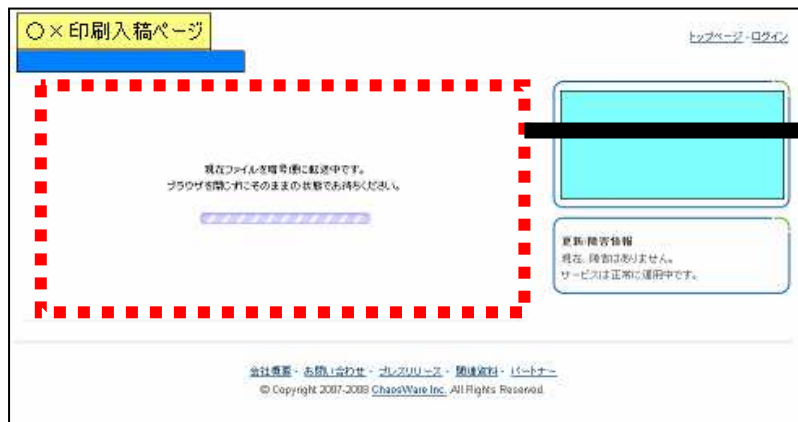 ○×印刷入稿ページ
トップページ - ログイン
現在ファイルを暗号便に転送中です。
ブラウザを閉じずにそのままの状態でお待ちください。
更新・障害情報
現在、障害はありません。
サービスは正常に運用中です。
会社概要 - お問い合わせ - プレスリリース - 関連資料 - パートナー
© Copyright 2007-2008 ChaosWare Inc. All Rights Reserved.